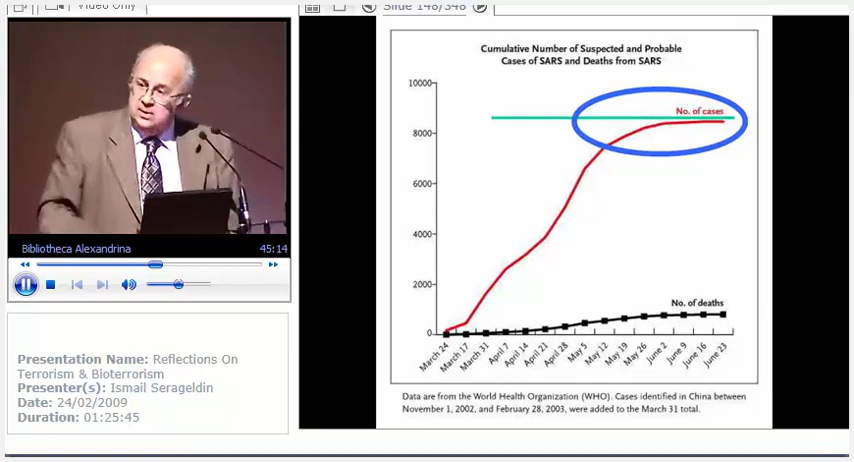 Video Only
Slide 148/348
Bibliotheca Alexandrina 45:14
Presentation Name: Reflections On
Terrorism & Bioterrorism
Presenter(s): Ismail Serageldin
Date: 24/02/2009
Duration: 01:25:45
Cumulative Number of Suspected and Probable
Cases of SARS and Deaths from SARS
10000
No. of cases
8000
6000
4000
2000
No. of deaths
0
March 24
March 17
March 31
April 7
April 14
April 21
April 28
May 5
May 12
May 19
May 26
June 2
June 9
June 16
June 23
Data are from the World Health Organization (WHO). Cases identified in China between
November 1, 2002, and February 28, 2003, were added to the March 31 total.